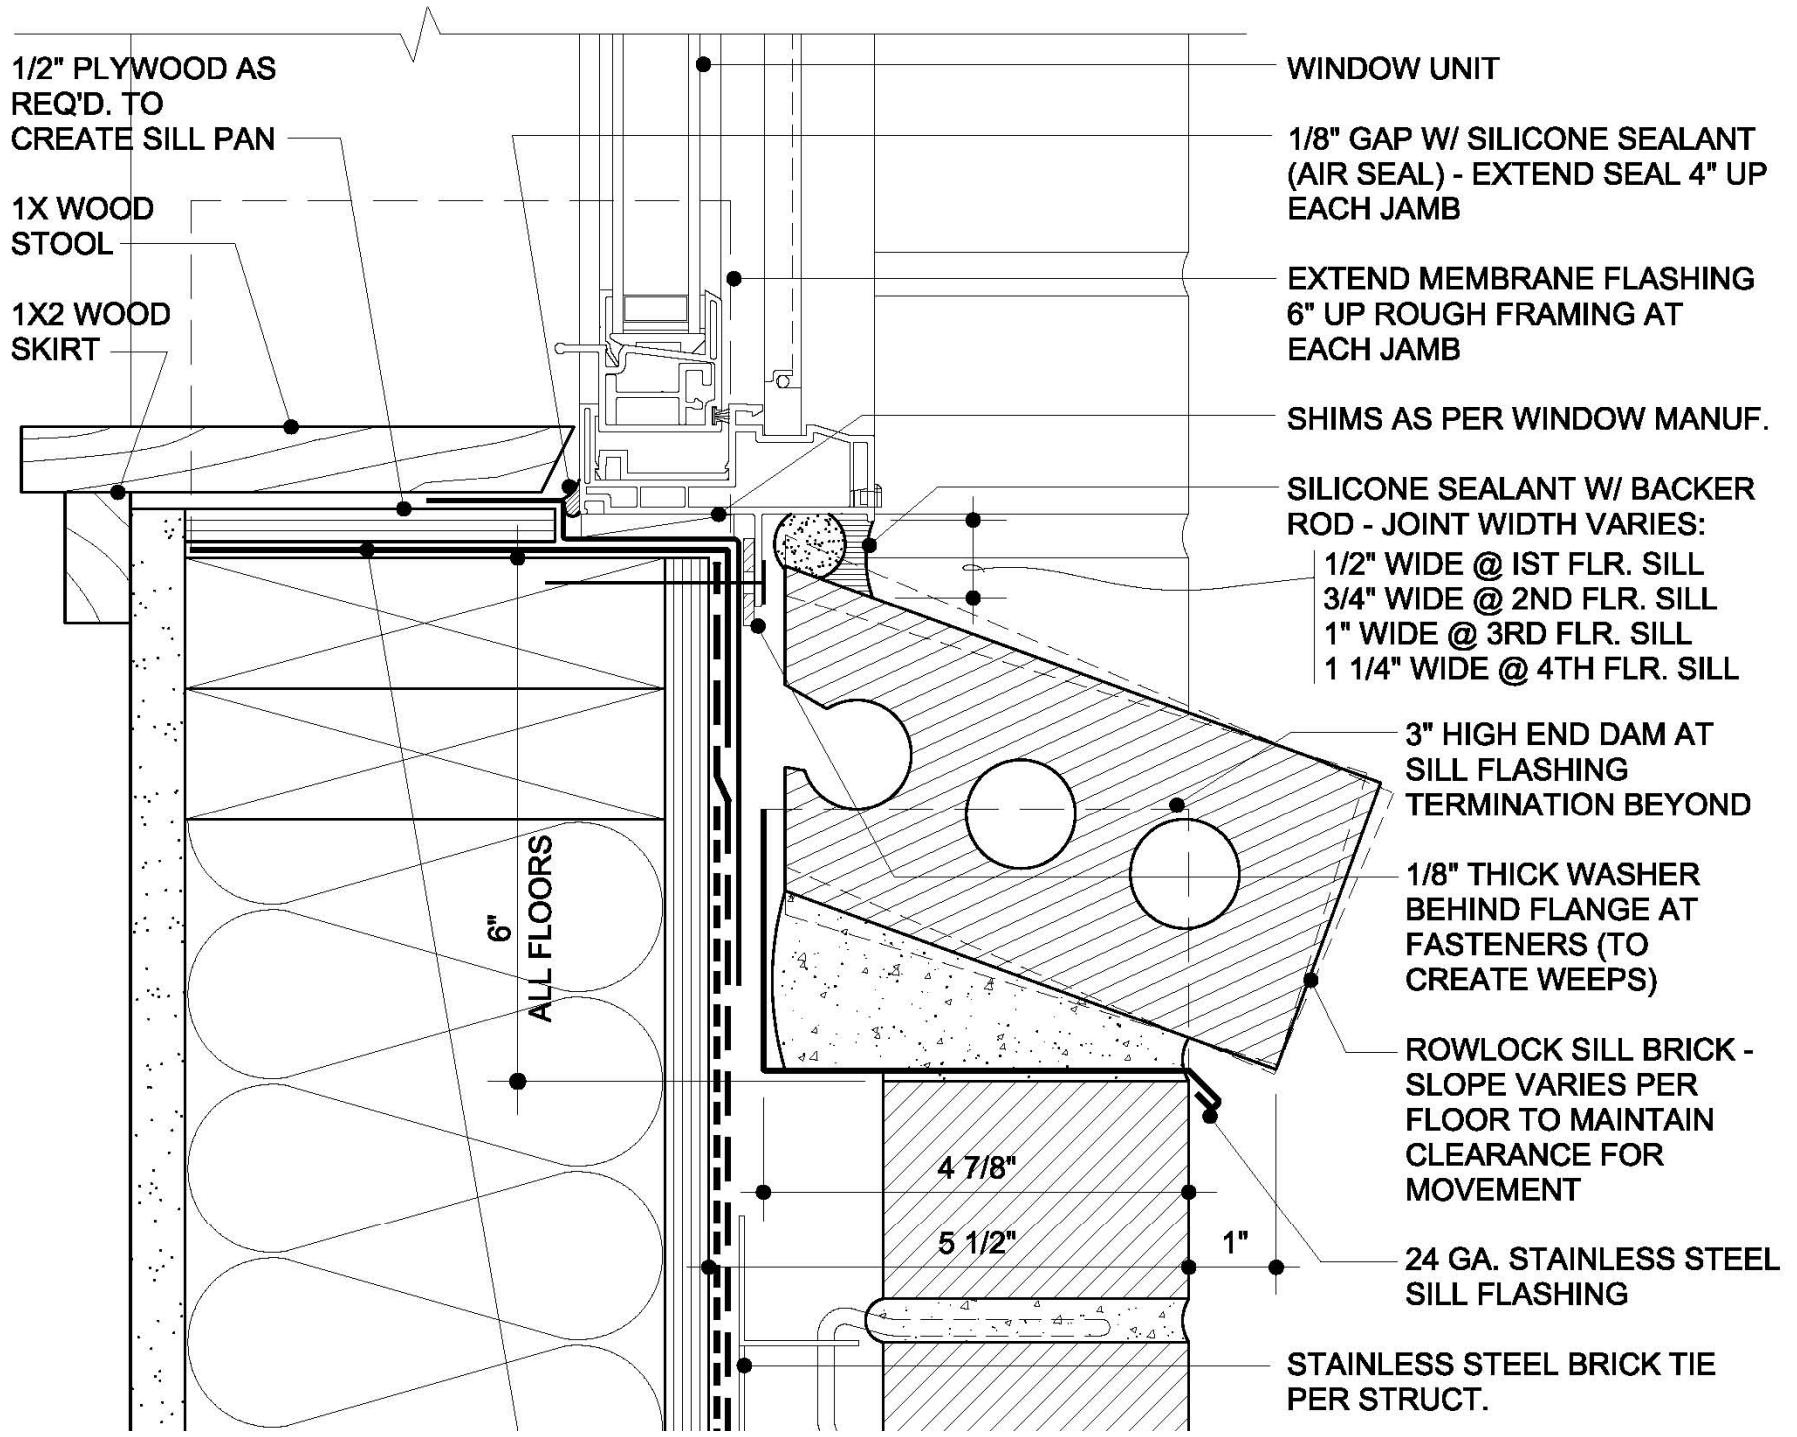 1/2" PLYWOOD AS
REQ'D. TO
CREATE SILL PAN
1X WOOD
STOOL
1X2 WOOD
SKIRT
WINDOW UNIT
1/8" GAP W/ SILICONE SEALANT
(AIR SEAL) - EXTEND SEAL 4" UP
EACH JAMB
EXTEND MEMBRANE FLASHING
6" UP ROUGH FRAMING AT
EACH JAMB
SHIMS AS PER WINDOW MANUF.
SILICONE SEALANT W/ BACKER
ROD - JOINT WIDTH VARIES:
1/2" WIDE @ IST FLR. SILL
3/4" WIDE @ 2ND FLR. SILL
1" WIDE @ 3RD FLR. SILL
1 1/4" WIDE @ 4TH FLR. SILL
3" HIGH END DAM AT
SILL FLASHING
TERMINATION BEYOND
1/8" THICK WASHER
BEHIND FLANGE AT
FASTENERS (TO
CREATE WEEPS)
ROWLOCK SILL BRICK -
SLOPE VARIES PER
FLOOR TO MAINTAIN
CLEARANCE FOR
MOVEMENT
24 GA. STAINLESS STEEL
SILL FLASHING
STAINLESS STEEL BRICK TIE
PER STRUCT.
6"
ALL FLOORS
4 7/8"
5 1/2"
1"